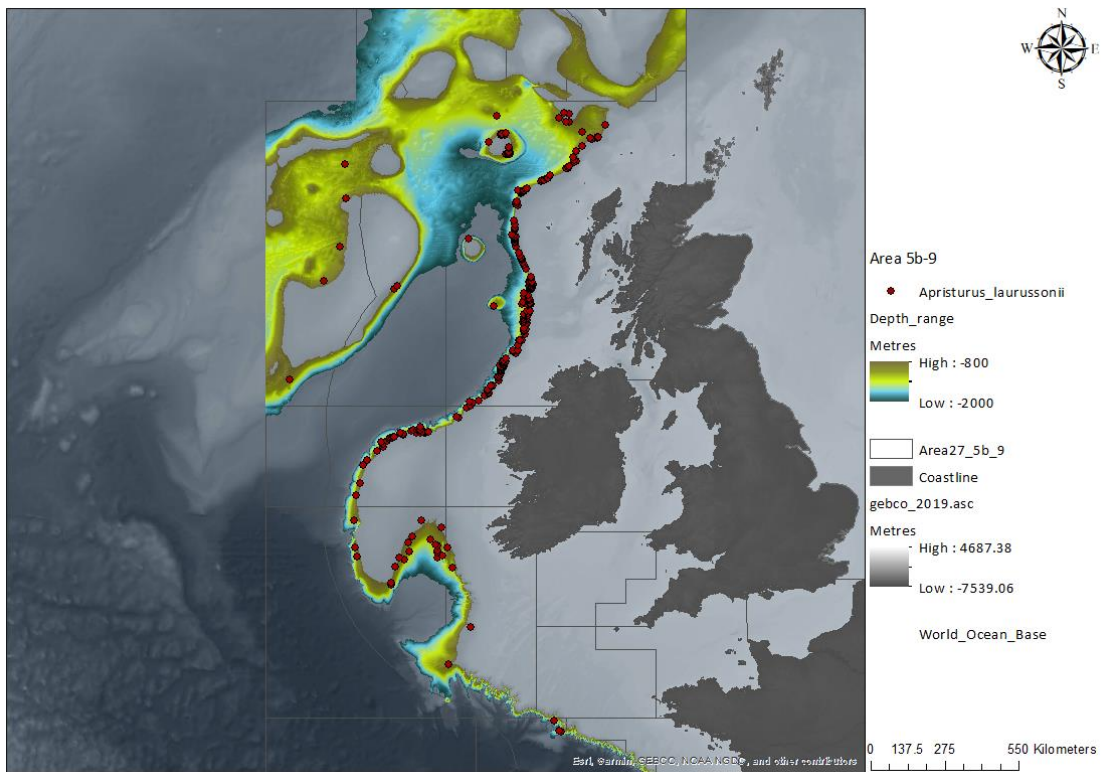 N
W E
S
Area 5b-9
Apristurus_laurussonii
Depth_range
Metres
High : -800
Low : -2000
Area27_5b_9
Coastline
gebco_2019.asc
Metres
High : 4687.38
Low : -7539.06
World_Ocean_Base
0 137.5 275 550 Kilometers
Esri, Garmin, GEBCO, NOAA NGDC, and other contributors